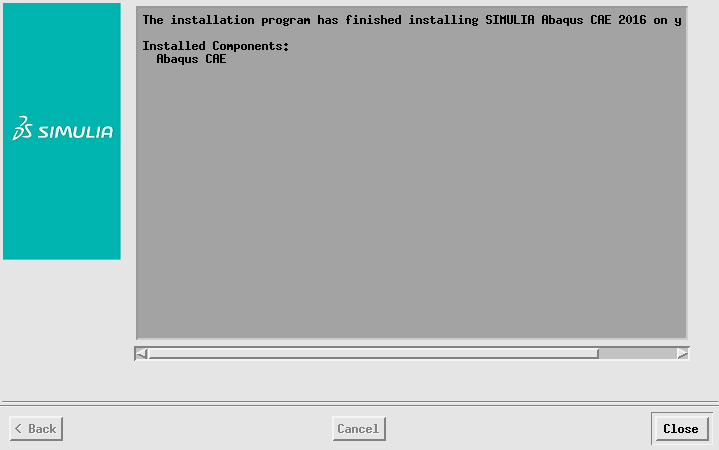 The installation program has finished installing SIMULIA Abaqus CAE 2016 on y
Installed Components:
Abaqus CAE
DS SIMULIA
< Back
Cancel
Close